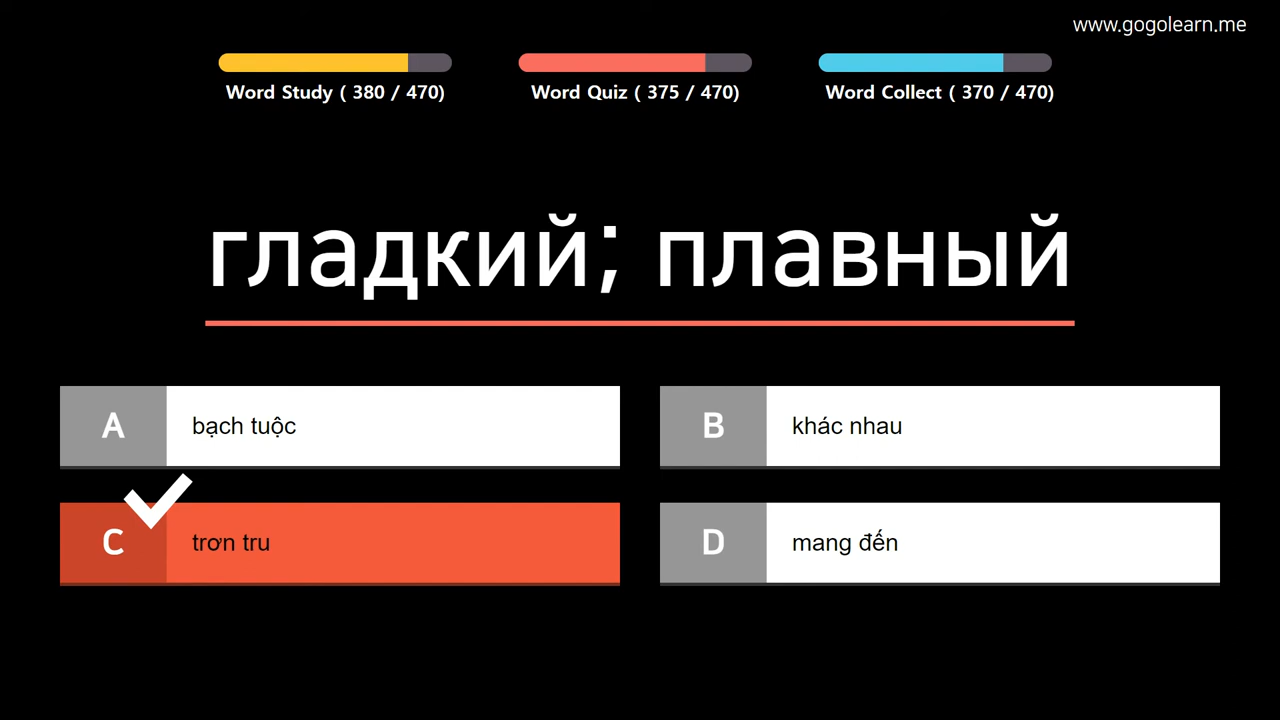 www.gogolearn.me
Word Study ( 380 / 470)
Word Quiz ( 375 / 470)
Word Collect ( 370 / 470)
гладкий; плавный
A
bạch tuộc
B
khác nhau
C
trơn tru
D
mang đến